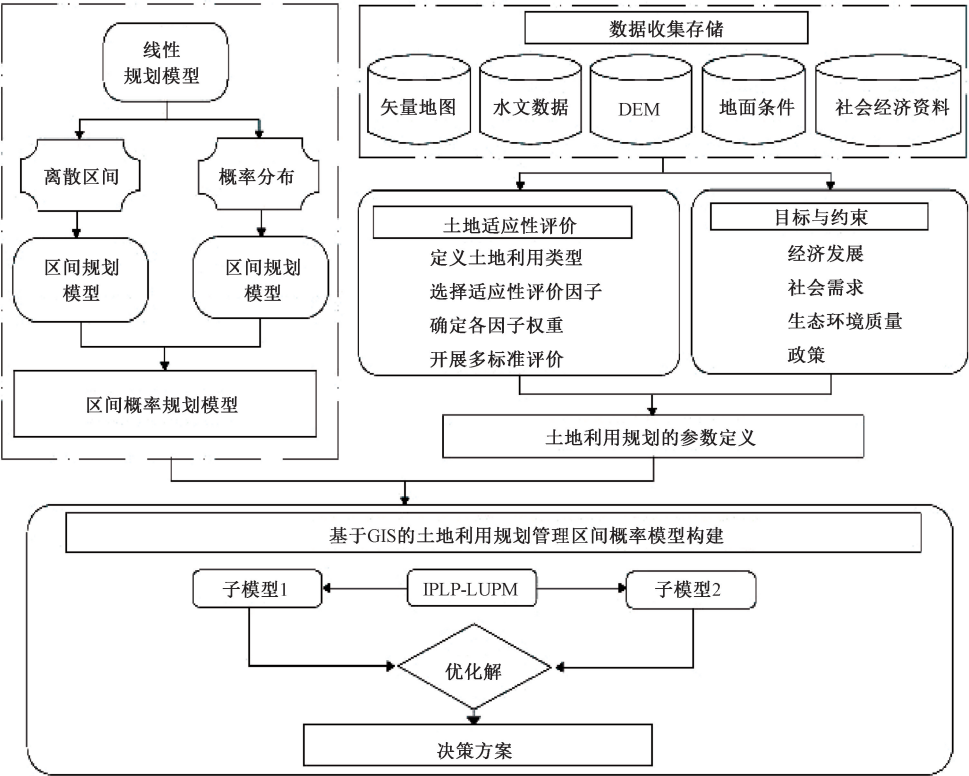 线性
规划模型
离散区间
概率分布
区间规划
模型
区间规划
模型
区间概率规划模型
数据收集存储
矢量地图
水文数据
DEM
地面条件
社会经济资料
土地适应性评价
定义土地利用类型
选择适应性评价因子
确定各因子权重
开展多标准评价
目标与约束
经济发展
社会需求
生态环境质量
政策
土地利用规划的参数定义
基于GIS的土地利用规划管理区间概率模型构建
子模型1
IPLP-LUPM
子模型2
优化解
决策方案